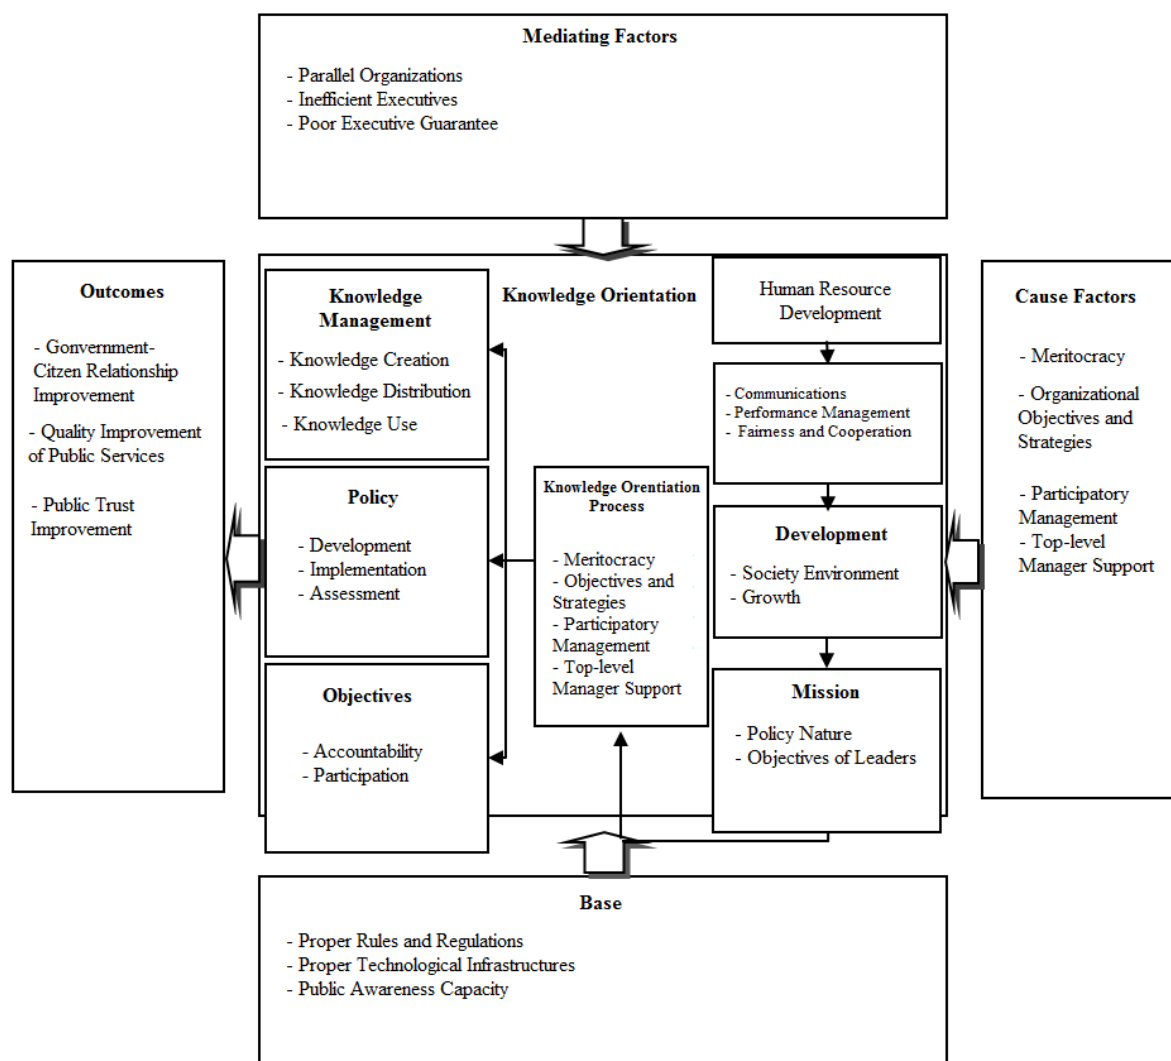 Mediating Factors
- Parallel Organizations
- Inefficient Executives
- Poor Executive Guarantee
Outcomes
- Gonvernment-
Citzen Relationship
Improvement
- Quality Improvement
of Public Services
- Public Trust
Improvement
Knowledge
Management
- Knowledge Creation
- Knowledge Distribution
- Knowledge Use
Policy
- Development
- Implementation
- Assessment
Objectives
- Accountability
- Participation
Knowledge Orientation
Knowledge Orentiation
Process
- Meritocracy
- Objectives and
Strategies
- Participatory
Management
- Top-level
Manager Support
Human Resource
Development
- Communications
- Performance Management
- Fairness and Cooperation
Development
- Society Environment
- Growth
Mission
- Policy Nature
- Objectives of Leaders
Cause Factors
- Meritocracy
- Organizational
Objectives and
Strategies
- Participatory
Management
- Top-level
Manager Support
Base
- Proper Rules and Regulations
- Proper Technological Infrastructures
- Public Awareness Capacity